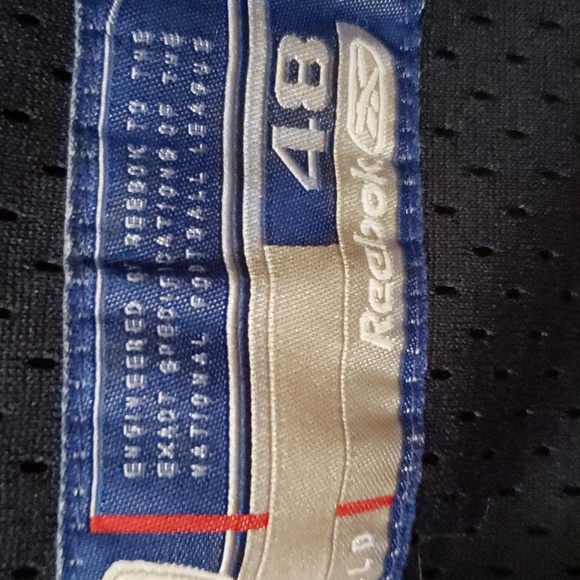 48
Reebok
ENGINEERED BY REEBOK TO THE
EXACT SPECIFICATIONS OF THE
NATIONAL FOOTBALL LEAGUE